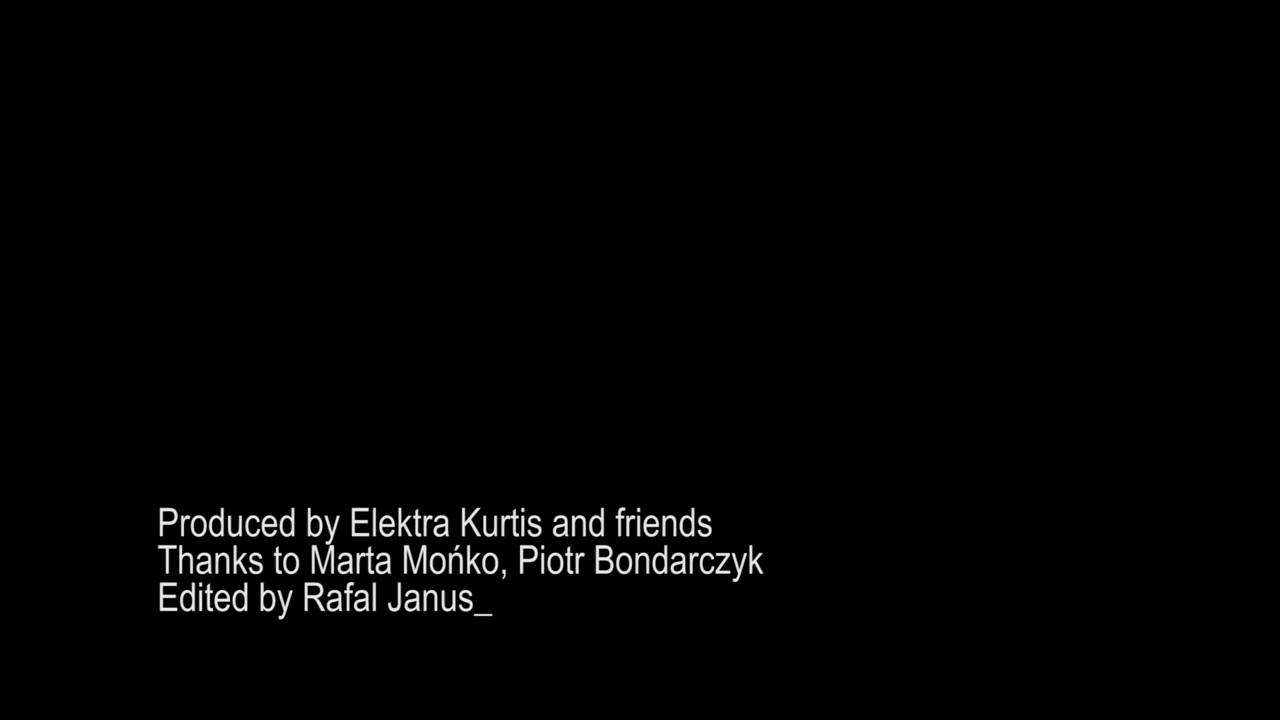 Produced by Elektra Kurtis and friends
Thanks to Marta Mońko, Piotr Bondarczyk
Edited by Rafal Janus_